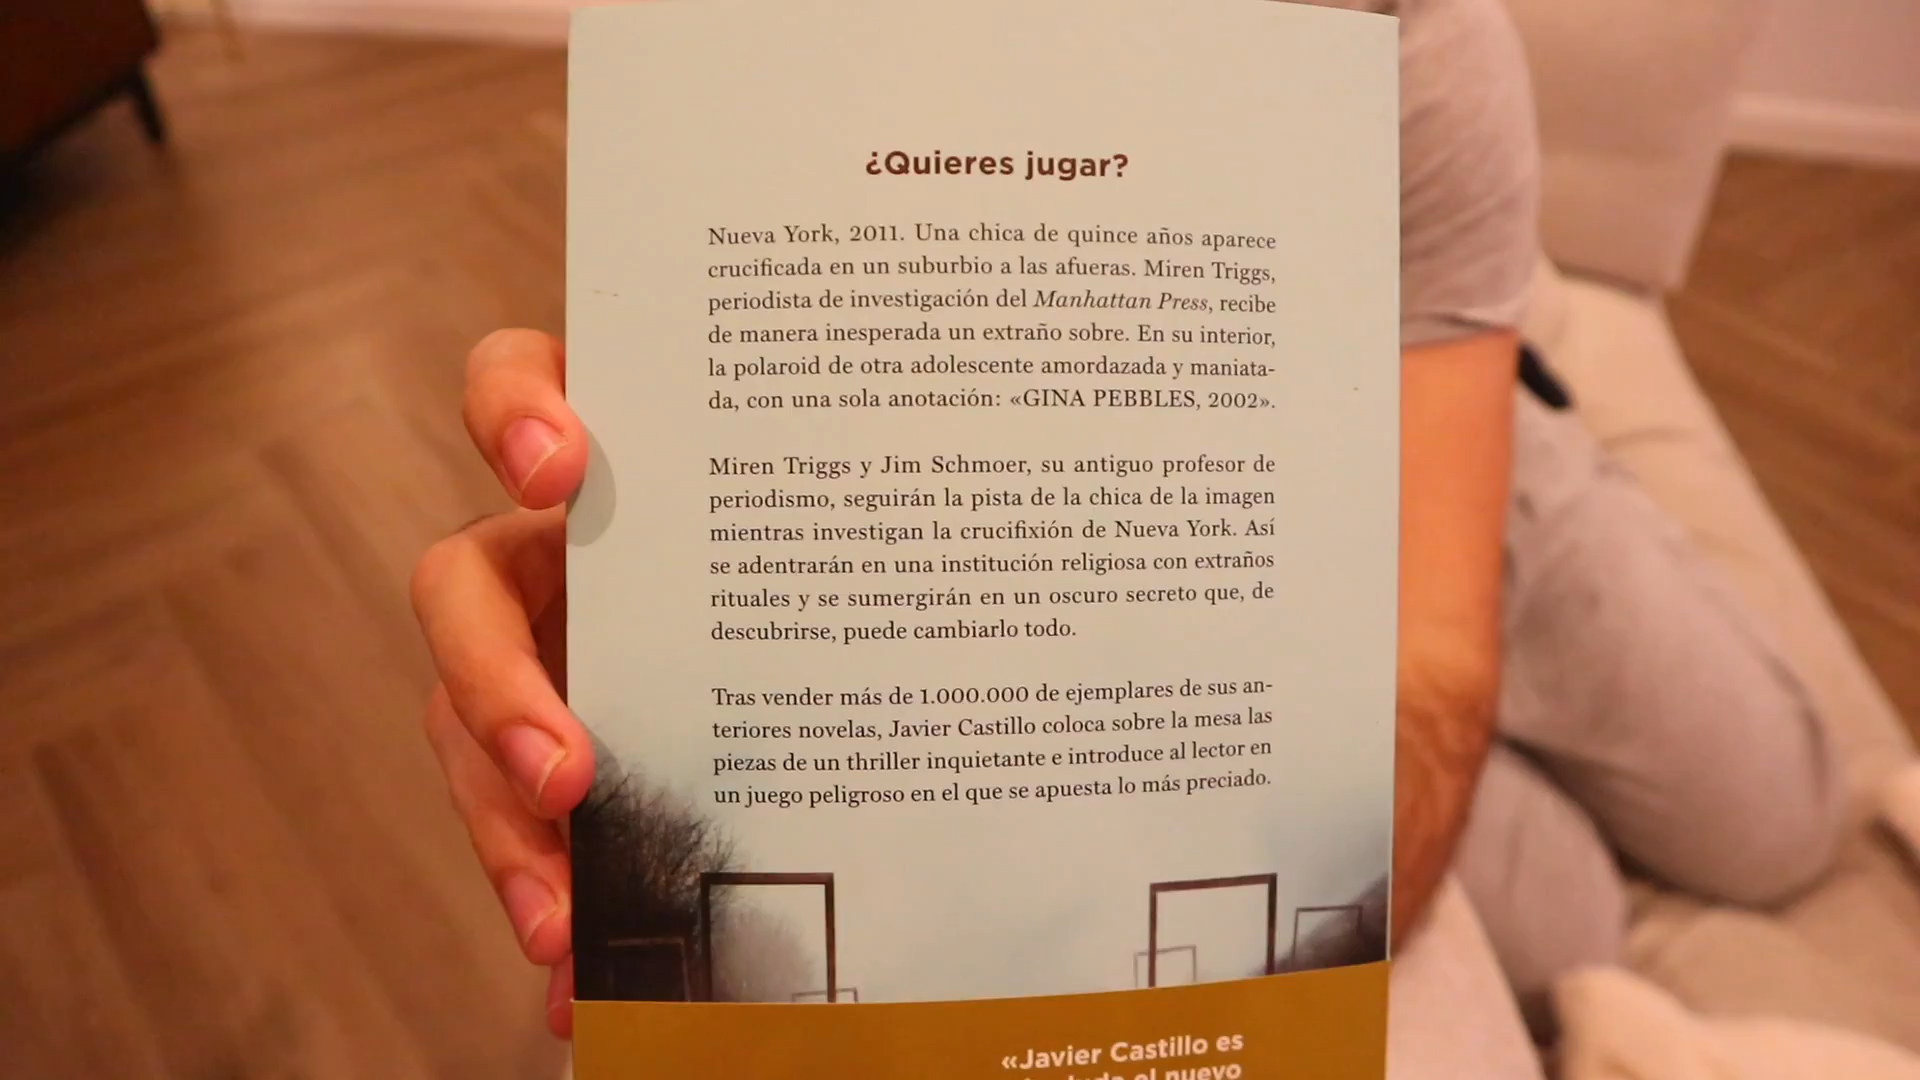 ¿Quieres jugar?
Nueva York, 2011. Una chica de quince años aparece
crucificada en un suburbio a las afueras. Miren Triggs,
periodista de investigación del Manhattan Press, recibe
de manera inesperada un extraño sobre. En su interior,
la polaroid de otra adolescente amordazada y maniata-
da, con una sola anotación: «GINA PEBBLES, 2002».
Miren Triggs y Jim Schmoer, su antiguo profesor de
periodismo, seguirán la pista de la chica de la imagen
mientras investigan la crucifixión de Nueva York. Así
se adentrarán en una institución religiosa con extraños
rituales y se sumergirán en un oscuro secreto que, de
descubrirse, puede cambiarlo todo.
Tras vender más de 1.000.000 de ejemplares de sus an-
teriores novelas, Javier Castillo coloca sobre la mesa las
piezas de un thriller inquietante e introduce al lector en
un juego peligroso en el que se apuesta lo más preciado.
«Javier Castillo es
el nuevo